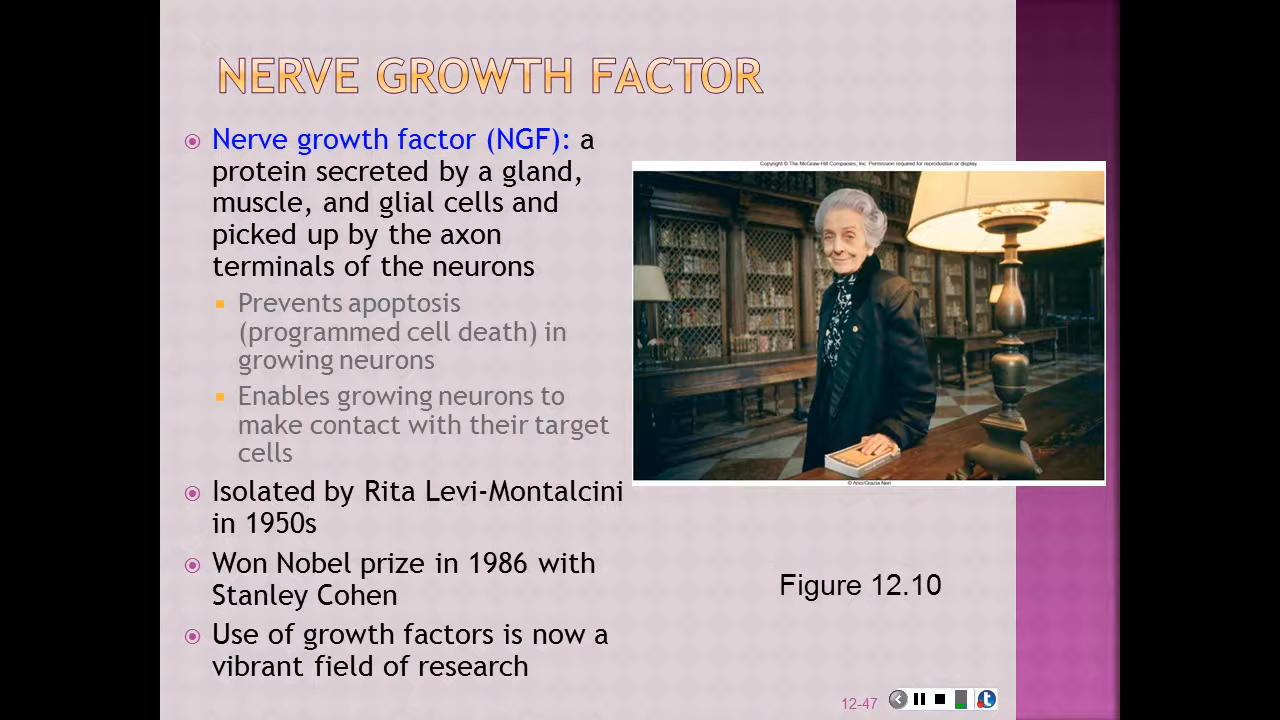 NERVE GROWTH FACTOR
Nerve growth factor (NGF): a
protein secreted by a gland,
muscle, and glial cells and
picked up by the axon
terminals of the neurons
Prevents apoptosis
(programmed cell death) in
growing neurons
Enables growing neurons to
make contact with their target
cells
Isolated by Rita Levi-Montalcini
in 1950s
Won Nobel prize in 1986 with
Stanley Cohen
Use of growth factors is now a
vibrant field of research
Copyright © The McGraw-Hill Companies, Inc. Permission required for reproduction or display.
© Arici/Grazia Neri
Figure 12.10
12-47
t